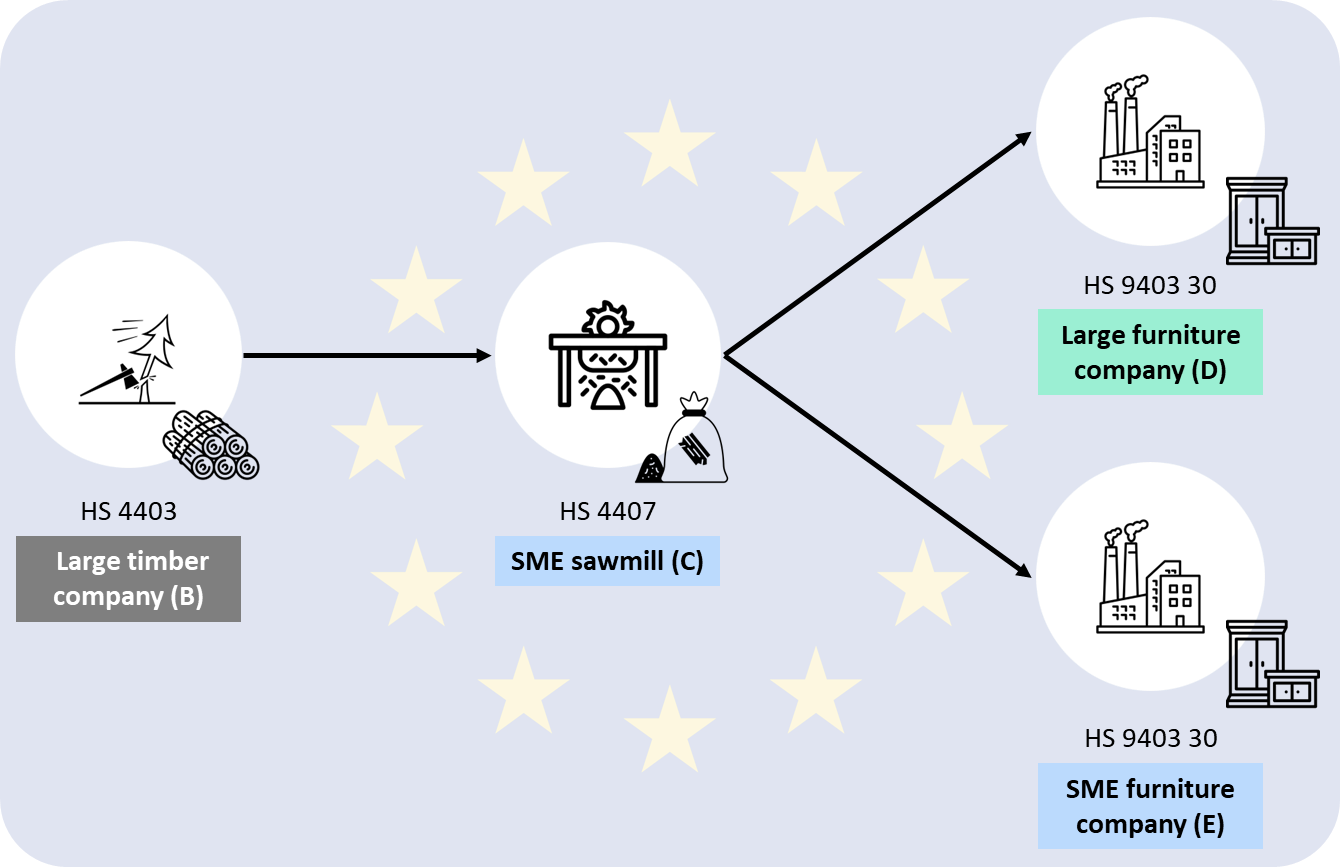 HS 4403
Large timber
company (B)
HS 4407
SME sawmill (C)
HS 9403 30
Large furniture
company (D)
HS 9403 30
SME furniture
company (E)